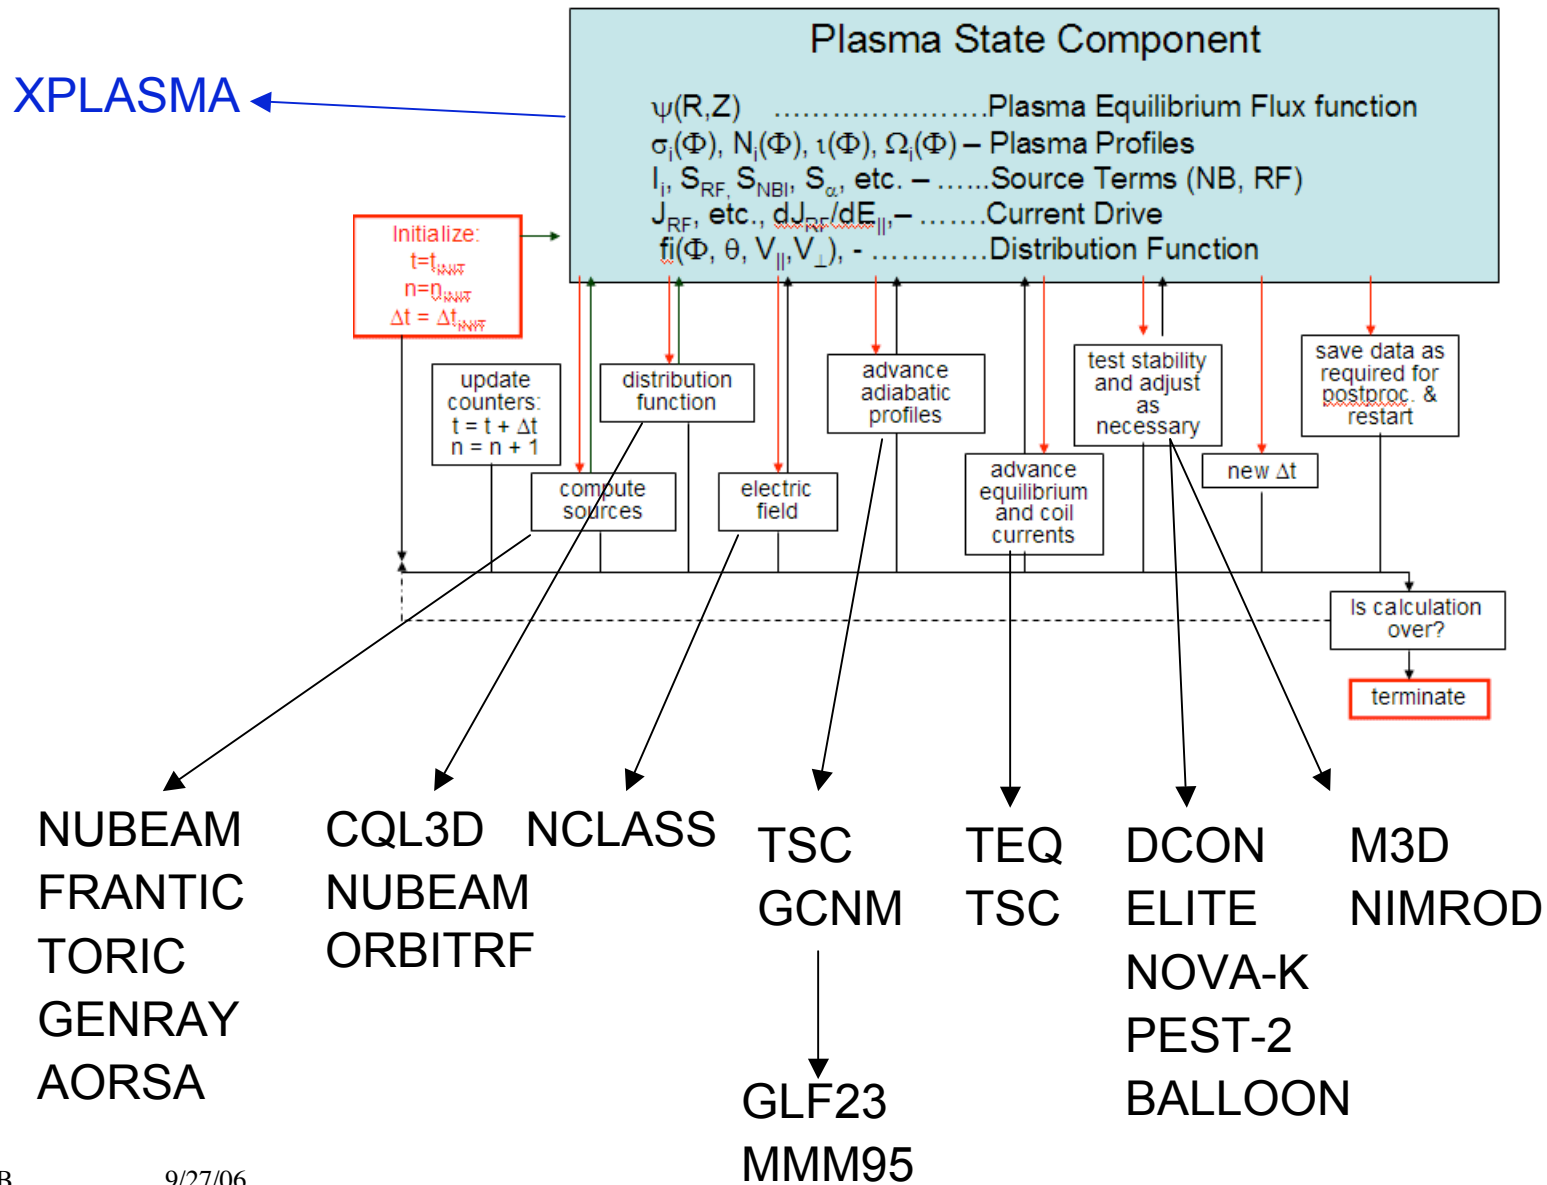 Plasma State Component
XPLASMA
ψ(R,Z) .....................Plasma Equilibrium Flux function
σi(Φ), Ni(Φ), ι(Φ), Ωi(Φ) – Plasma Profiles
Ii, SRF, SNBI, Sα, etc. – ......Source Terms (NB, RF)
JRF, etc., dJRF/dE||,– .......Current Drive
fi(Φ, θ, V||,V⊥), - .............Distribution Function
Initialize:
t=tINIT
n=nINIT
Δt = ΔtINIT
update
counters:
t = t + Δt
n = n + 1
distribution
function
advance
adiabatic
profiles
test stability
and adjust
as
necessary
save data as
required for
postproc. &
restart
compute
sources
electric
field
advance
equilibrium
and coil
currents
new Δt
Is calculation
over?
terminate
NUBEAM
FRANTIC
TORIC
GENRAY
AORSA
CQL3D
NUBEAM
ORBITRF
NCLASS
TSC
GCNM
GLF23
MMM95
TEQ
TSC
DCON
ELITE
NOVA-K
PEST-2
BALLOON
M3D
NIMROD
B 9/27/06